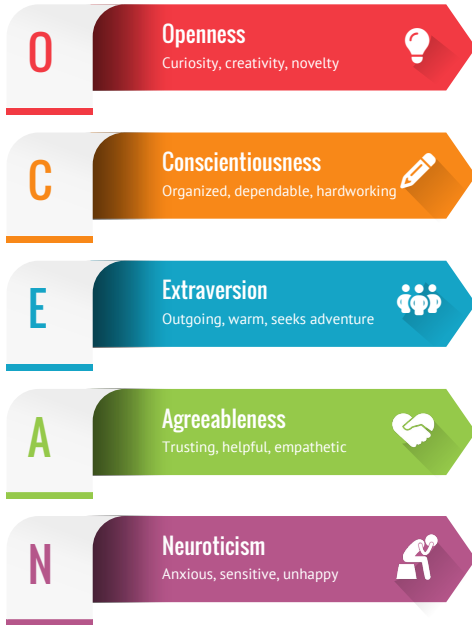 O
Openness
Curiosity, creativity, novelty
C
Conscientiousness
Organized, dependable, hardworking
E
Extraversion
Outgoing, warm, seeks adventure
A
Agreeableness
Trusting, helpful, empathetic
N
Neuroticism
Anxious, sensitive, unhappy